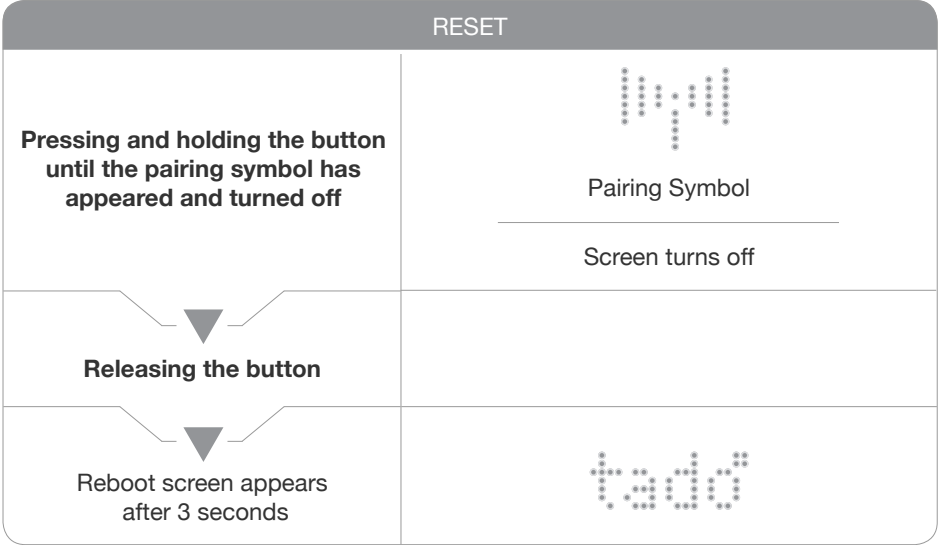 RESET
Pressing and holding the button
until the pairing symbol has
appeared and turned off
Pairing Symbol
Screen turns off
Releasing the button
Reboot screen appears
after 3 seconds
tado°